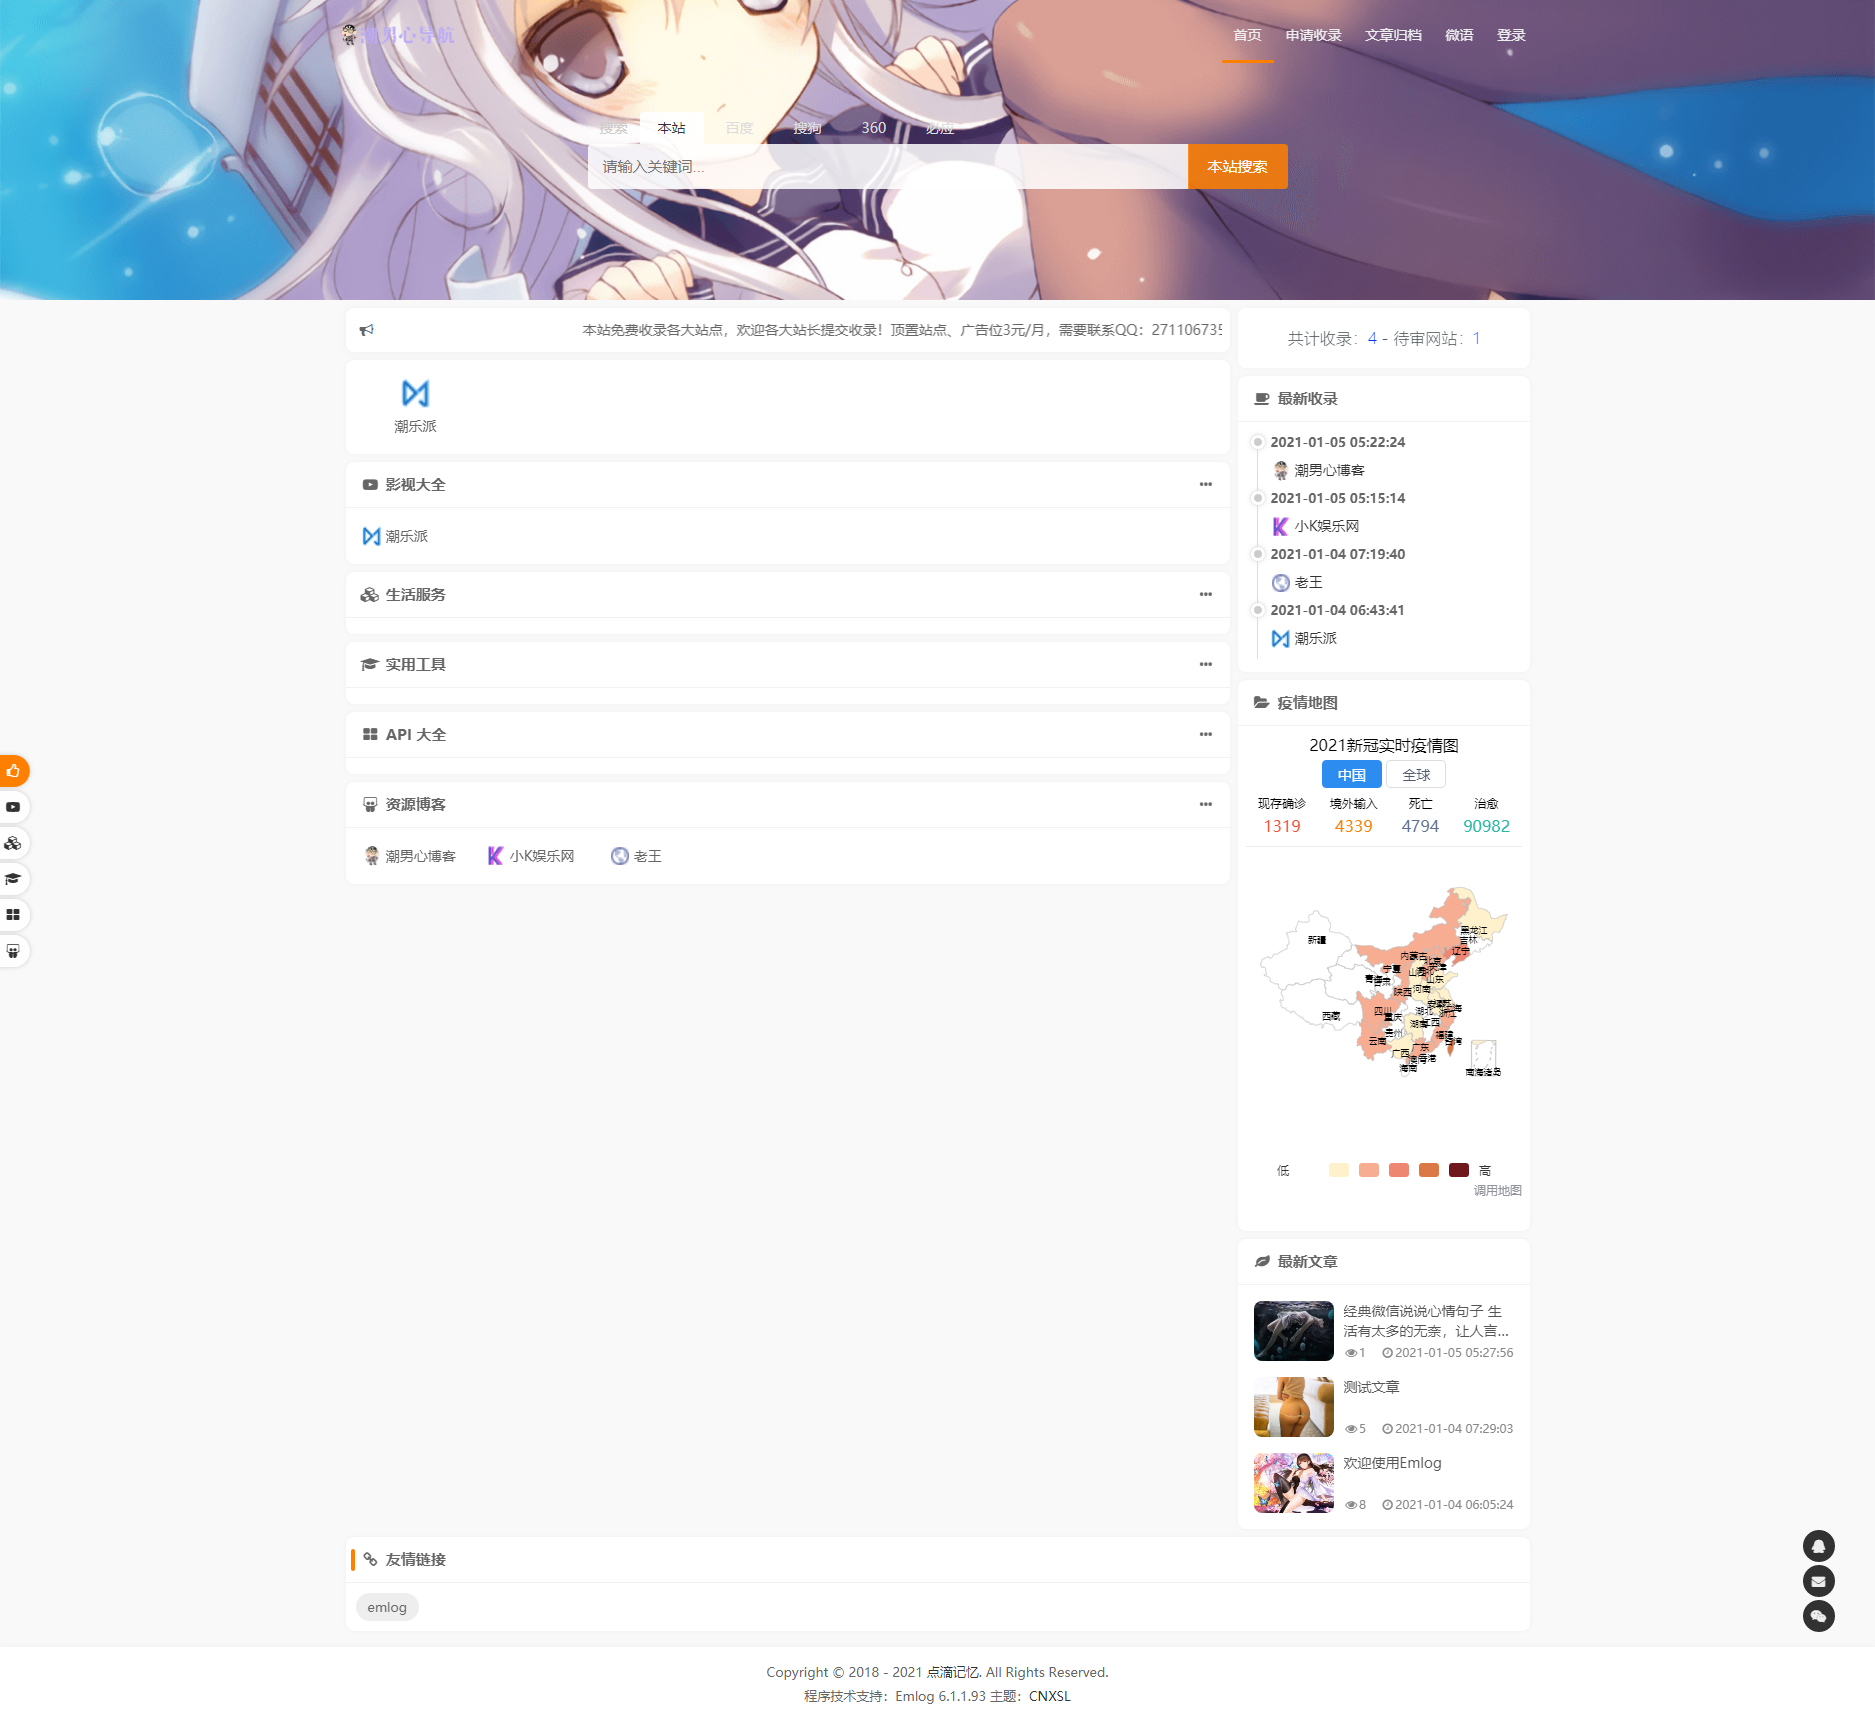 潮男心导航
首页 申请收录 文章归档 微语 登录
搜索 本站 百度 搜狗 360 必应
请输入关键词... 本站搜索
本站免费收录各大站点，欢迎各大站长提交收录！顶置站点、广告位3元/月，需要联系QQ：27110673
潮乐派
影视大全
潮乐派
生活服务
实用工具
API 大全
资源博客
潮男心博客 小K娱乐网 老王
共计收录：4 - 待审网站：1
最新收录
2021-01-05 05:22:24
潮男心博客
2021-01-05 05:15:14
小K娱乐网
2021-01-04 07:19:40
老王
2021-01-04 06:43:41
潮乐派
疫情地图
2021新冠实时疫情图
中国 全球
现存确诊 境外输入 死亡 治愈
1319 4339 4794 90982
黑龙江
新疆 吉林
辽宁
内蒙古 北京
宁夏
山东
河南
陕西
西藏
四川
重庆
湖北
湖南
贵州
云南
福建
广西 广东
海南
南海诸岛
低 高
调用地图
最新文章
经典微信说说心情句子 生
活有太多的无奈，让人言...
1 2021-01-05 05:27:56
测试文章
5 2021-01-04 07:29:03
欢迎使用Emlog
8 2021-01-04 06:05:24
友情链接
emlog
Copyright © 2018 - 2021 点滴记忆. All Rights Reserved.
程序技术支持：Emlog 6.1.1.93 主题：CNXSL